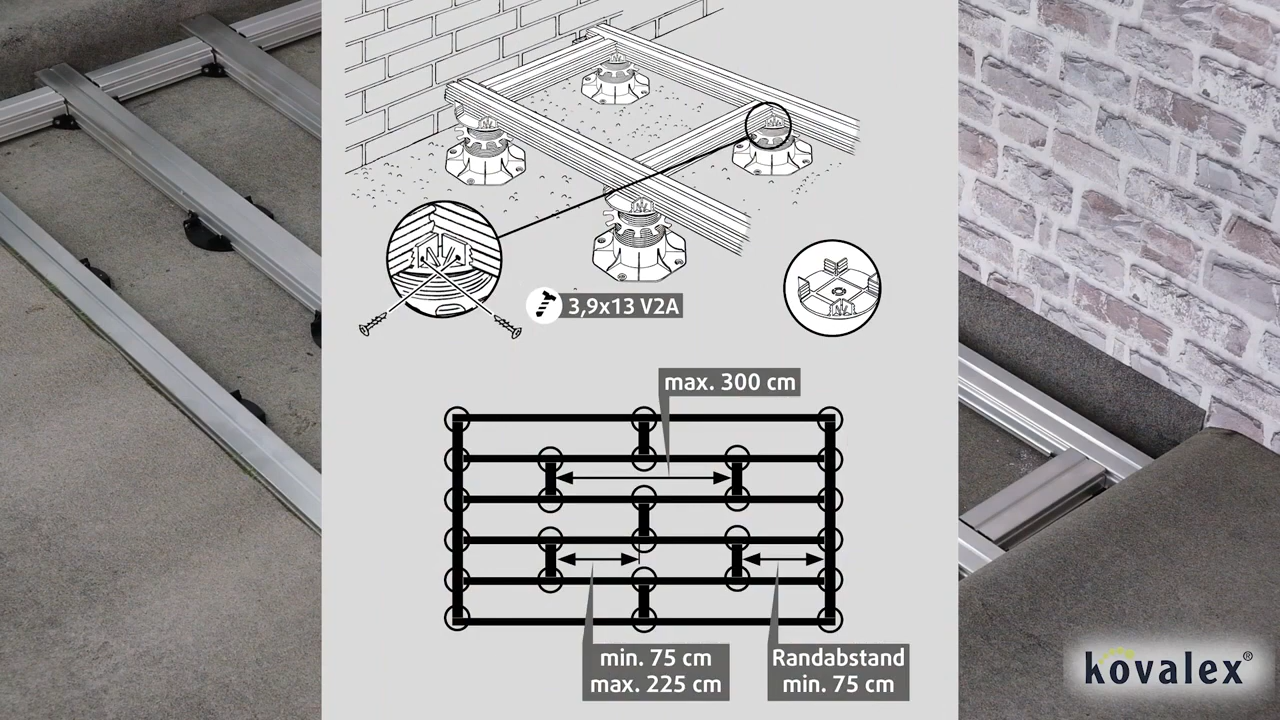 3,9x13 V2A
max. 300 cm
min. 75 cm
max. 225 cm
Randabstand
min. 75 cm
kovalex®